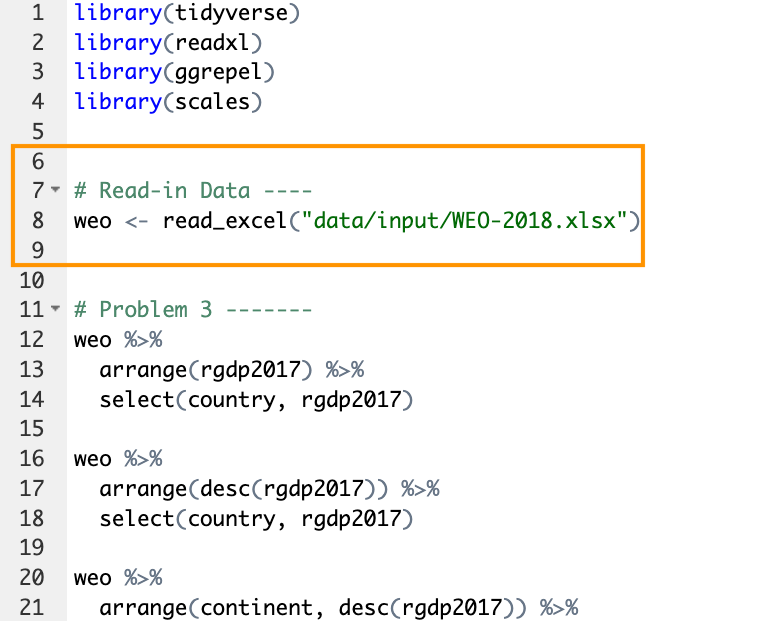 1 library(tidyverse)
2 library(readxl)
3 library(ggrepel)
4 library(scales)
5
6
7 # Read-in Data ----
8 weo <- read_excel("data/input/WEO-2018.xlsx")
9
10
11 # Problem 3 -------
12 weo %>%
13   arrange(rgdp2017) %>%
14   select(country, rgdp2017)
15
16 weo %>%
17   arrange(desc(rgdp2017)) %>%
18   select(country, rgdp2017)
19
20 weo %>%
21   arrange(continent, desc(rgdp2017)) %>%